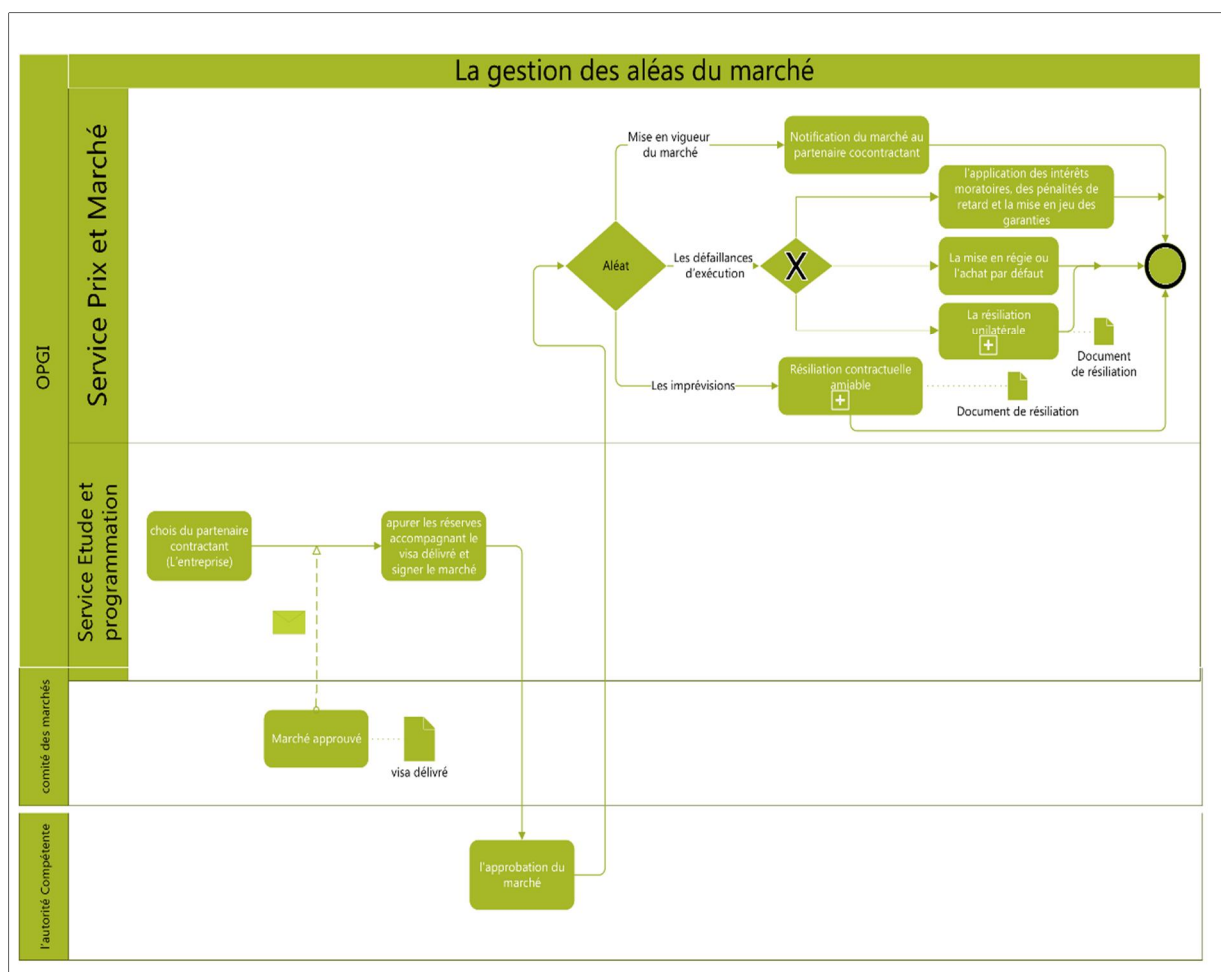 La gestion des aléas du marché
OPGI
Service Prix et Marché
Mise en vigueur
du marché
Notification du marché au
partenaire cocontractant
l'application des intérêts
moratoires, des pénalités de
retard et la mise en jeu des
garanties
Aléat
Les défaillances
d'exécution
X
La mise en régie ou
l'achat par défaut
La résiliation
unilatérale
Document
de résiliation
Les imprévisions
Résiliation contractuelle
amiable
Document de résiliation
Service Etude et
programmation
chois du partenaire
contractant
(L'entreprise)
apurer les réserves
accompagnant le
visa délivré et
signer le marché
comité des marchés
Marché approuvé
visa délivré
l'autorité Compétente
l'approbation du
marché